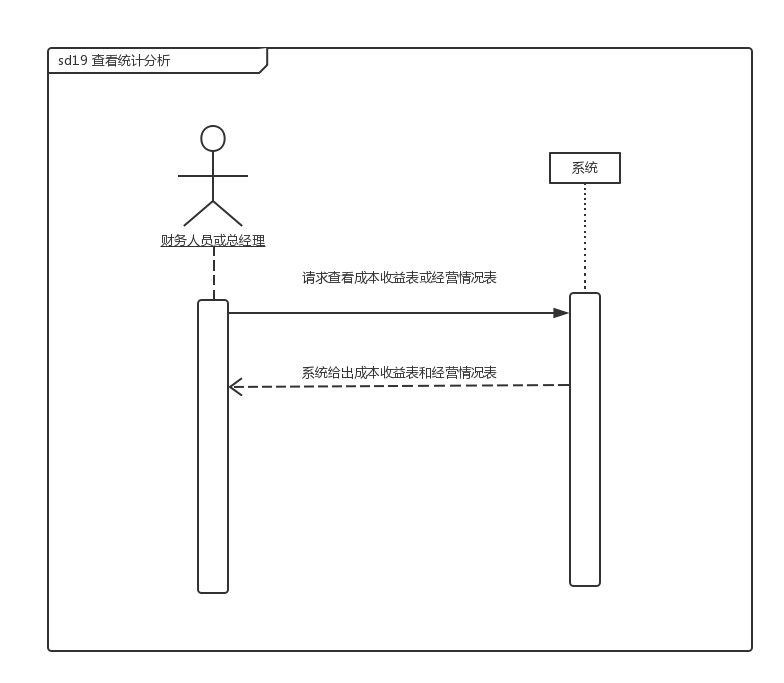 sd19 查看统计分析
系统
财务人员或总经理
请求查看成本收益表或经营情况表
系统给出成本收益表和经营情况表